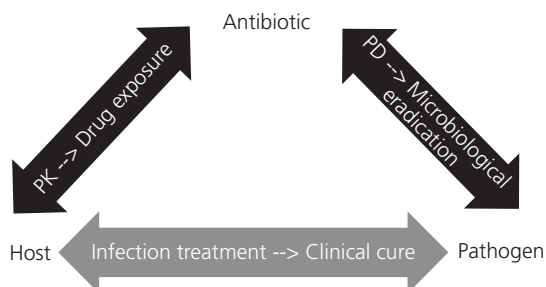 Antibiotic
PK --> Drug exposure
PD --> Microbiological
eradication
Host
Infection treatment --> Clinical cure
Pathogen